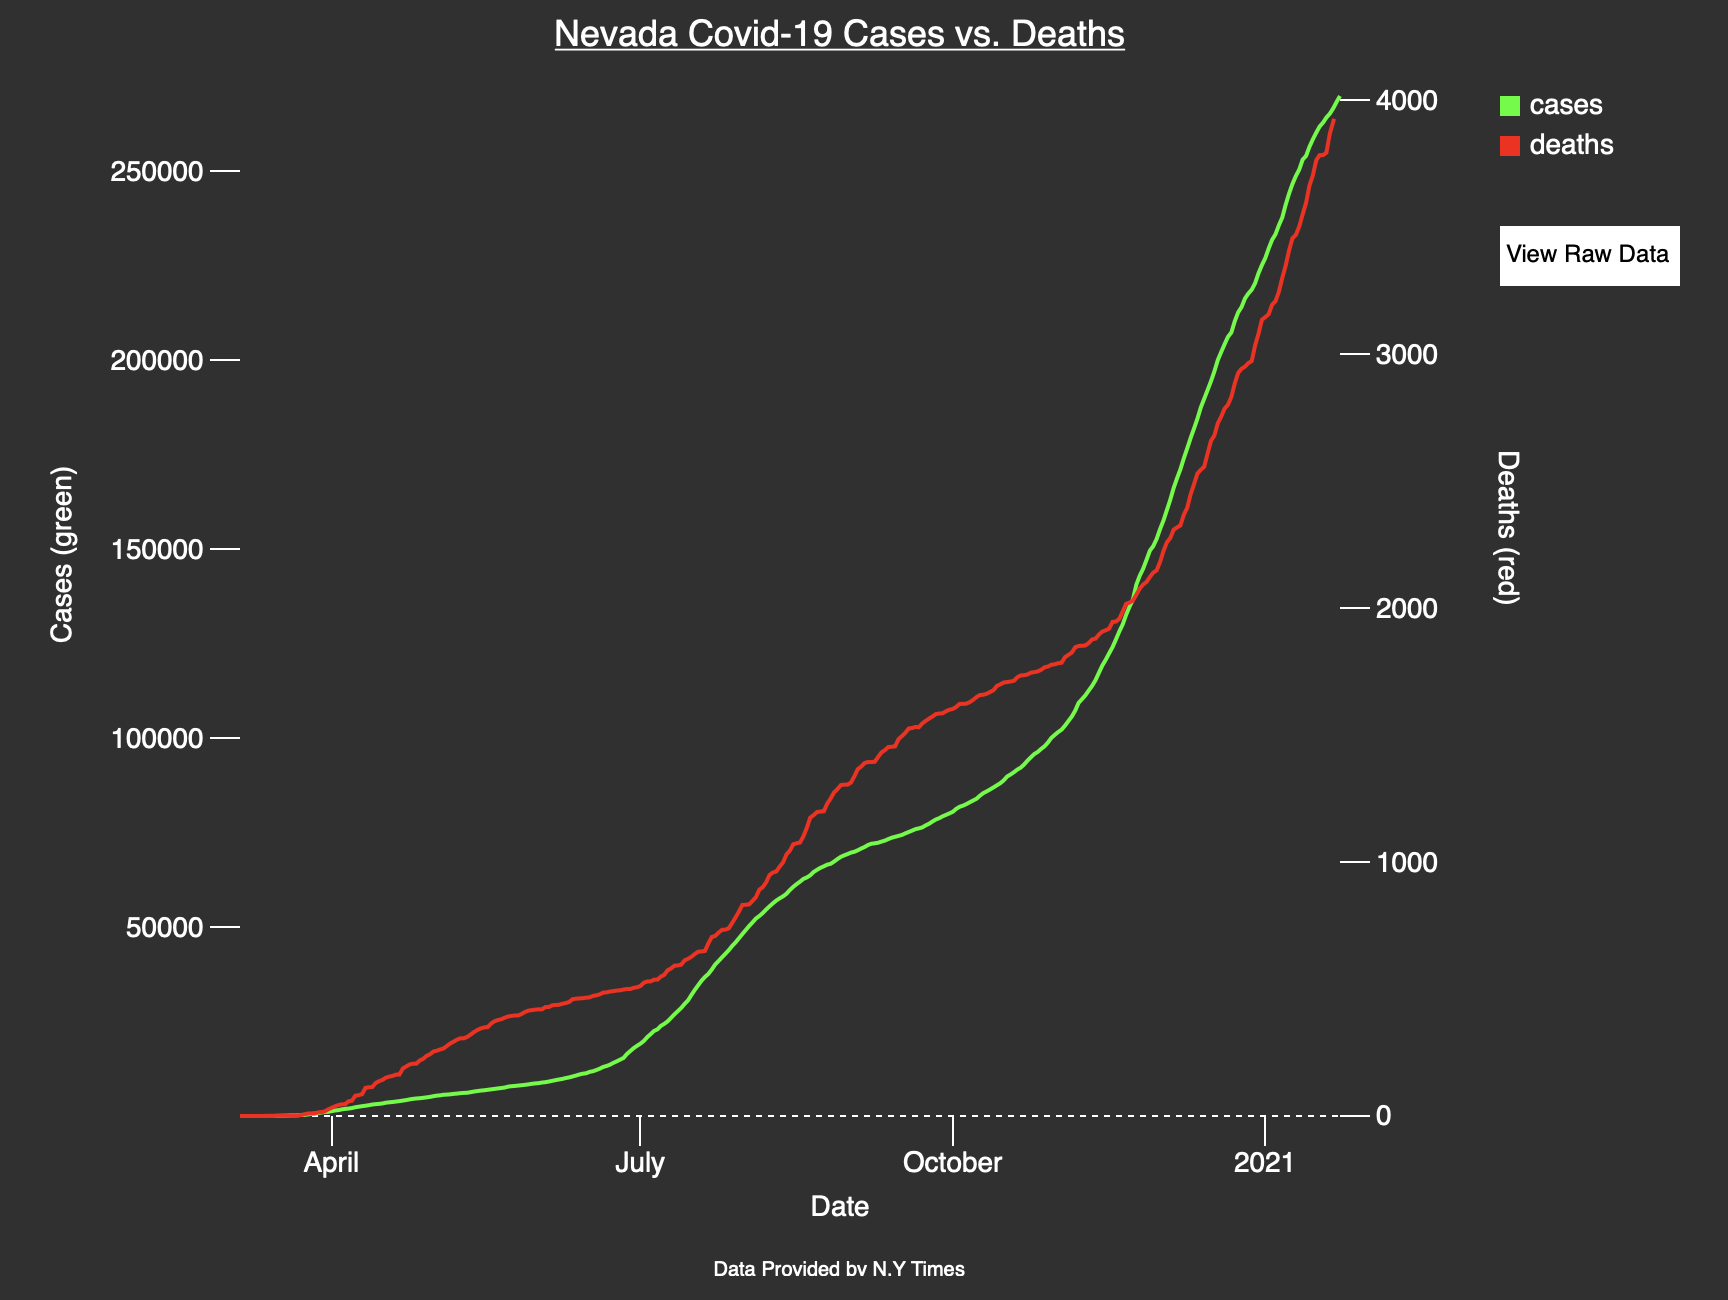 Nevada Covid-19 Cases vs. Deaths
cases
deaths
View Raw Data
250000
200000
150000
100000
50000
Cases (green)
4000
3000
2000
1000
0
Deaths (red)
April
July
October
2021
Date
Data Provided by N.Y Times